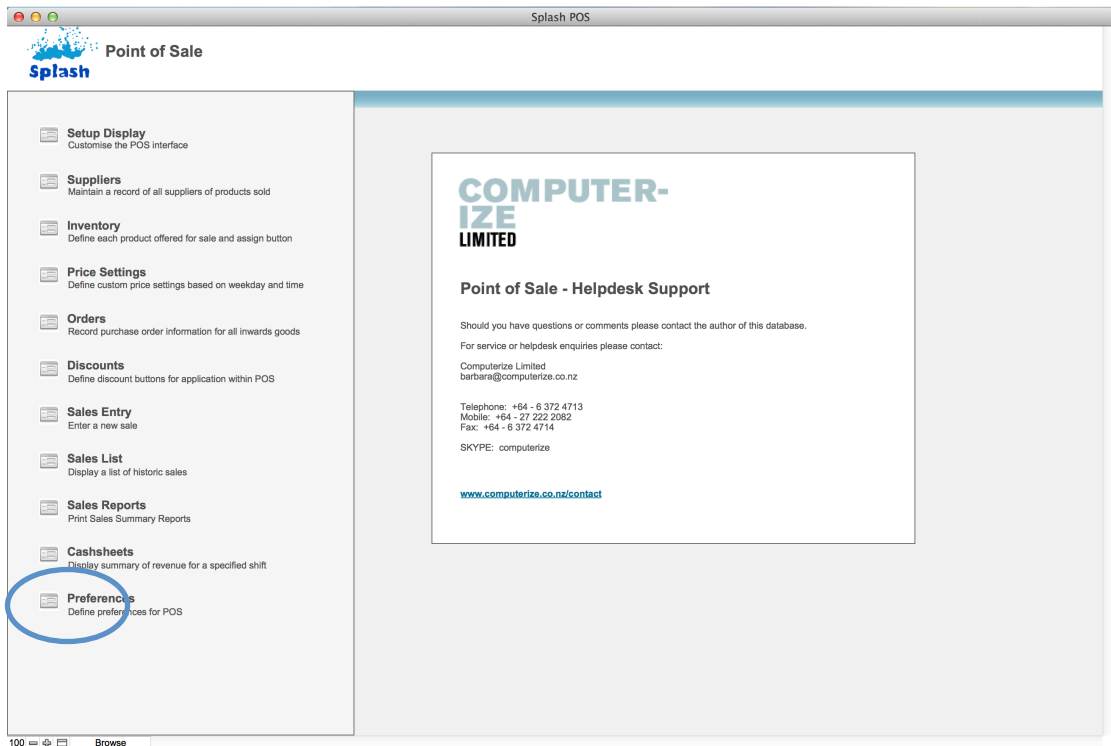 Splash POS
Splash
Point of Sale
Setup Display
Customise the POS interface
Suppliers
Maintain a record of all suppliers of products sold
Inventory
Define each product offered for sale and assign button
Price Settings
Define custom price settings based on weekday and time
Orders
Record purchase order information for all inwards goods
Discounts
Define discount buttons for application within POS
Sales Entry
Enter a new sale
Sales List
Display a list of historic sales
Sales Reports
Print Sales Summary Reports
Cashsheets
Display summary of revenue for a specified shift
Preferences
Define preferences for POS
COMPUTER-
IZE
LIMITED
Point of Sale - Helpdesk Support
Should you have questions or comments please contact the author of this database.
For service or helpdesk enquiries please contact:
Computerize Limited
barbara@computerize.co.nz
Telephone: +64 - 6 372 4713
Mobile: +64 - 27 222 2082
Fax: +64 - 6 372 4714
SKYPE: computerize
www.computerize.co.nz/contact
100
Browse